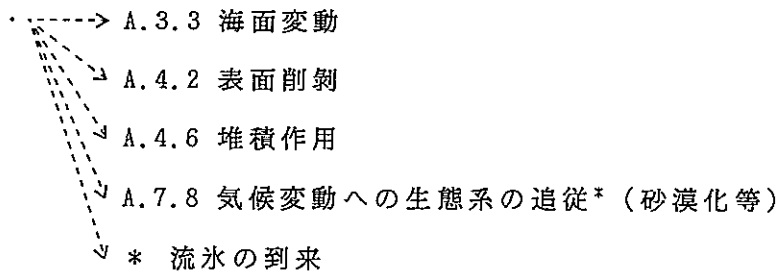 A.3.3 海面変動
A.4.2 表面削剝
A.4.6 堆積作用
A.7.8 気候変動への生態系の追従* (砂漠化等)
* 流氷の到来